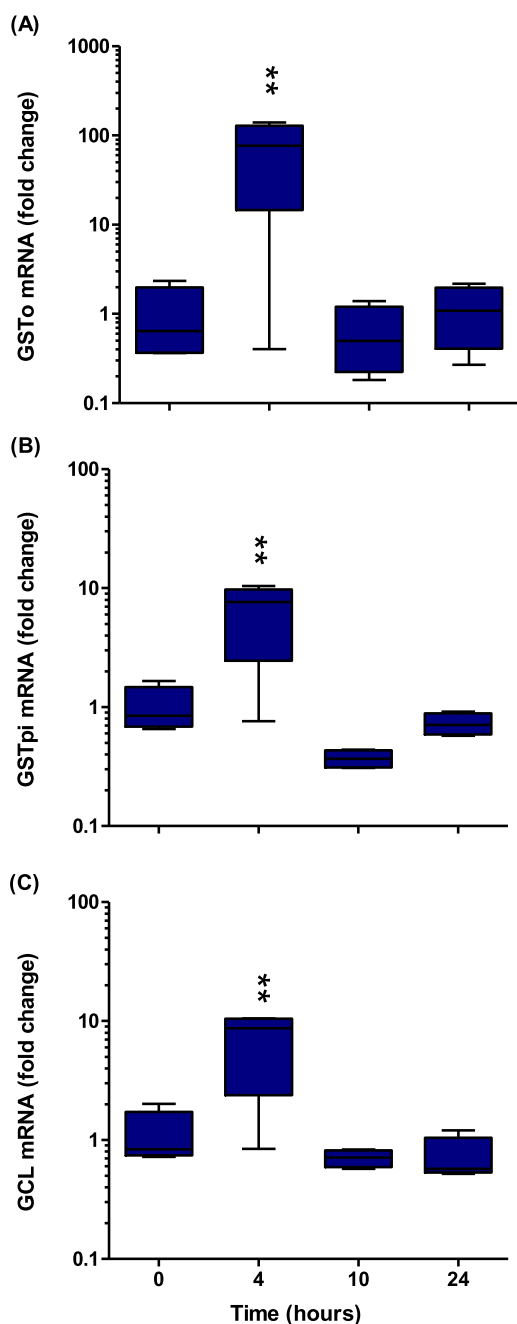 (A)
GSTo mRNA (fold change)
1000
100
10
1
0.1
**
(B)
GSTpi mRNA (fold change)
100
10
1
0.1
**
(C)
GCL mRNA (fold change)
100
10
1
0.1
**
0 4 10 24
Time (hours)